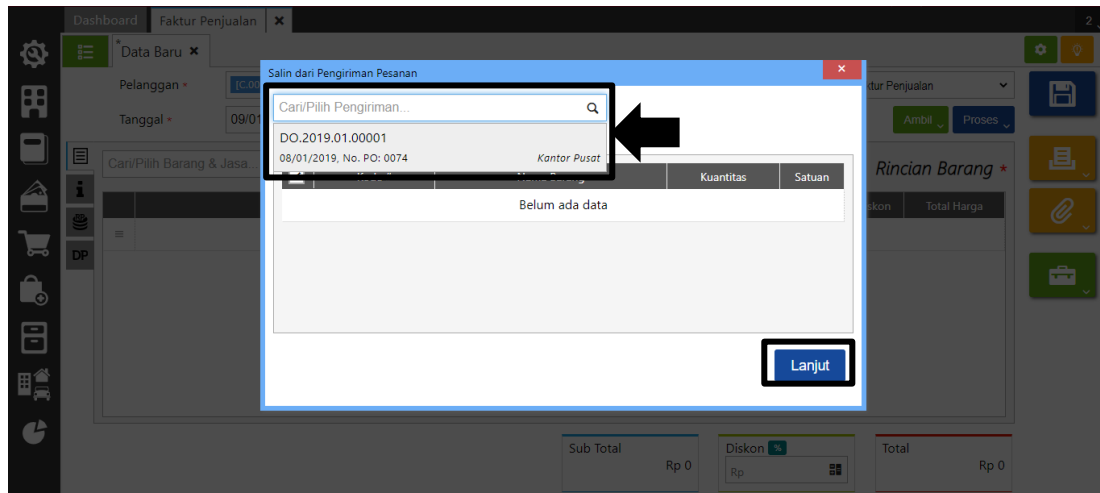 Dashboard
Faktur Penjualan
2
*Data Baru
Salin dari Pengiriman Pesanan
Pelanggan *
[C.00
Cari/Pilih Pengiriman...
ktur Penjualan
Tanggal *
09/01
DO.2019.01.00001
08/01/2019, No. PO: 0074
Kantor Pusat
Ambil
Proses
Cari/Pilih Barang & Jasa...
Rincian Barang *
Kuantitas
Satuan
Belum ada data
skon
Total Harga
DP
Lanjut
Sub Total
Rp 0
Diskon %
Rp
Total
Rp 0